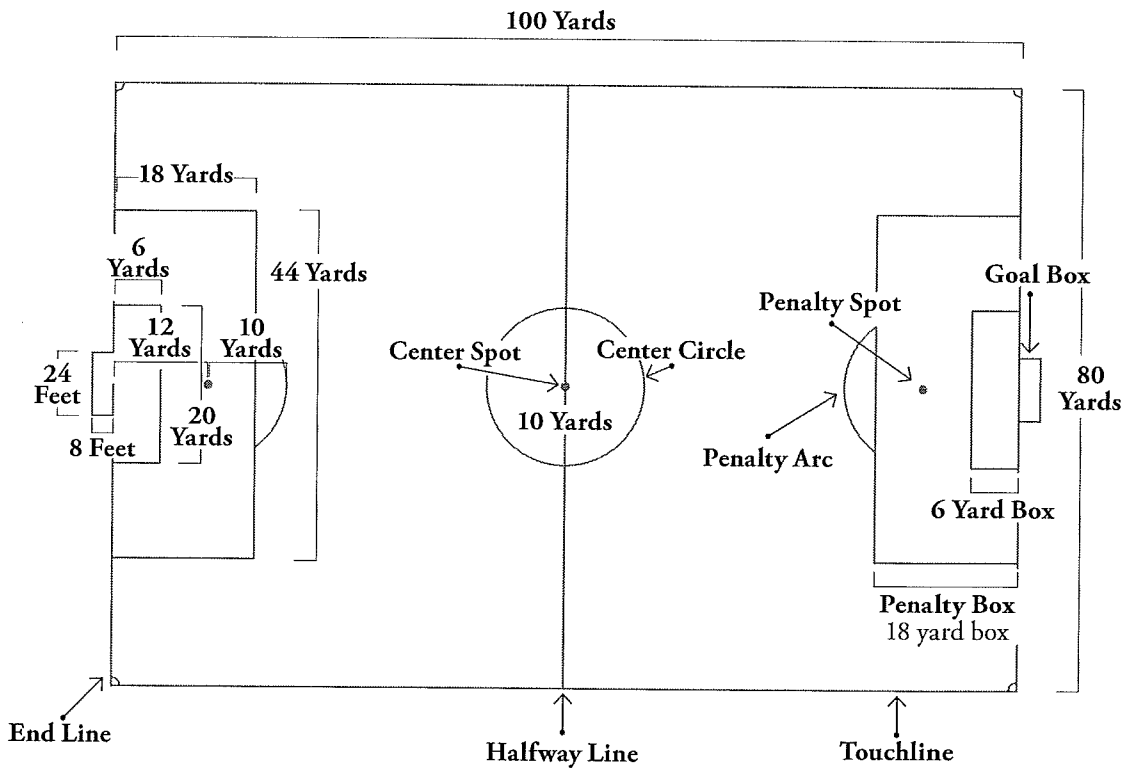 100 Yards
18 Yards
6
Yards
44 Yards
12
Yards
10
Yards
24
Feet
20
Yards
8 Feet
Center Spot
Center Circle
10 Yards
Penalty Spot
Goal Box
80
Yards
Penalty Arc
6 Yard Box
Penalty Box
18 yard box
End Line
Halfway Line
Touchline